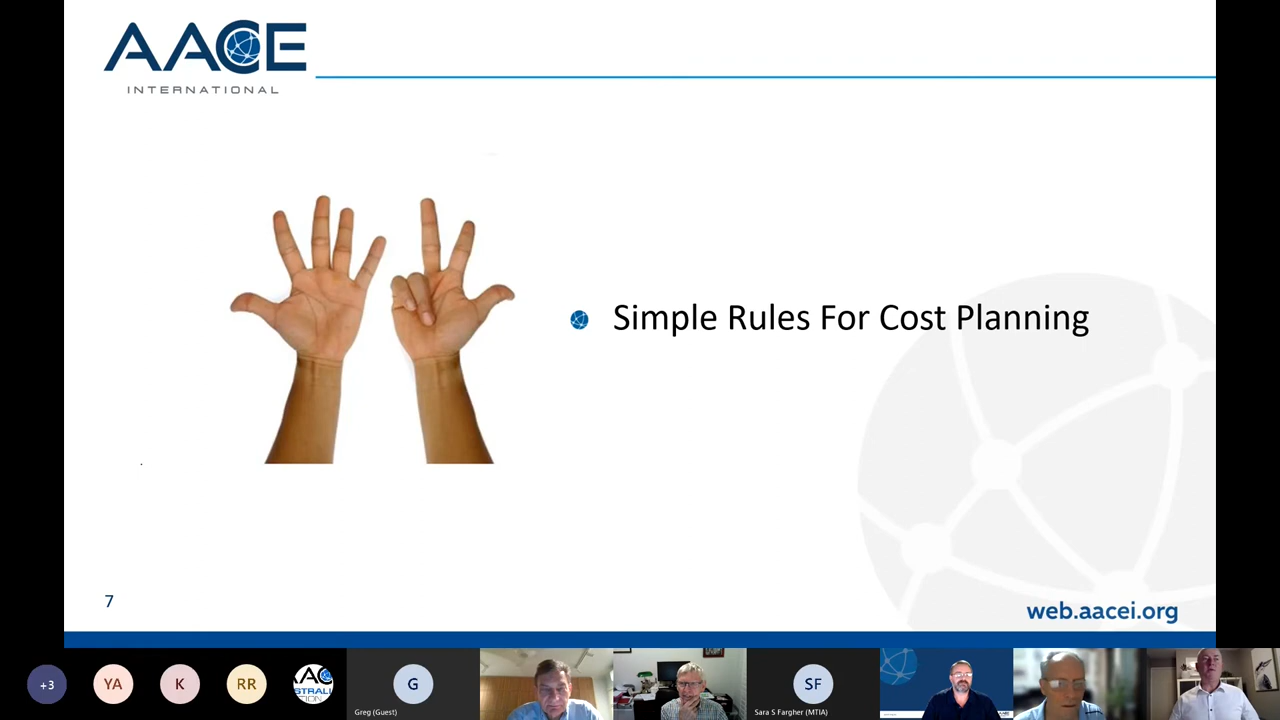 AACE
INTERNATIONAL
Simple Rules For Cost Planning
7
web.aacei.org
+3
YA
K
RR
G
Greg (Guest)
SF
Sara S Fargher (MTIA)